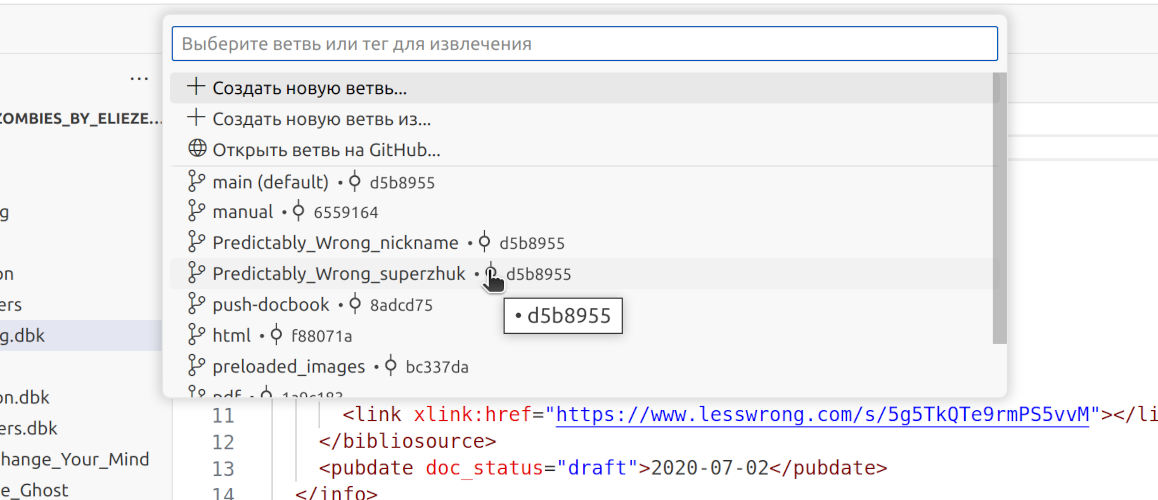 Выберите ветвь или тег для извлечения
...
ZOMBIES_BY_ELIEZE...
Создать новую ветвь...
Создать новую ветвь из...
Открыть ветвь на GitHub...
main (default) • d5b8955
manual • 6559164
g
Predictably_Wrong_nickname • d5b8955
on
Predictably_Wrong_superzhuk • d5b8955
ers
push-docbook • 8adcd75
• d5b8955
g.dbk
html • f88071a
preloaded_images • bc337da
on.dbk
pdf • 1a9c183
ers.dbk
11 <link xlink:href="https://www.lesswrong.com/s/5g5TkQTe9rmPS5vvM"></li
12 </bibliosource>
hange_Your_Mind
13 <pubdate doc_status="draft">2020-07-02</pubdate>
e_Ghost
14 </info>